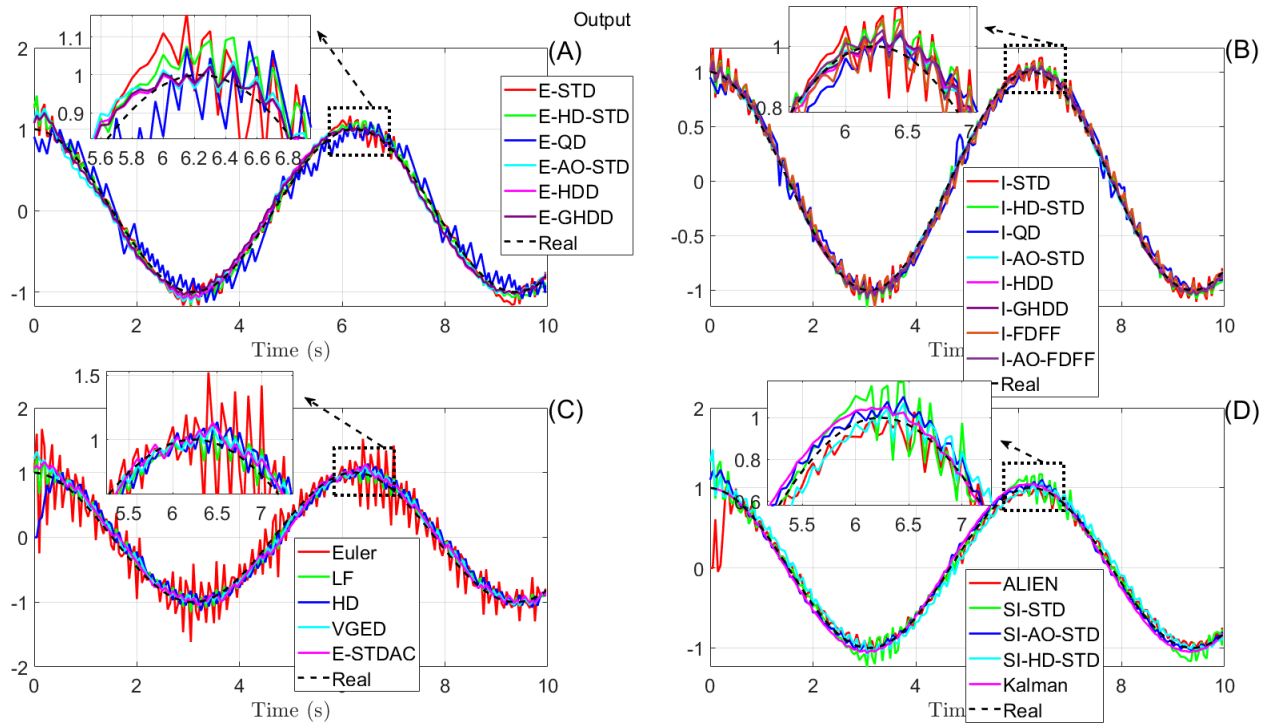 Output
(A)
1.1
1
0.9
5.6 5.8 6 6.2 6.4 6.6 6.8
2
1
0
-1
0 2 4 6 8 10
Time (s)
E-STD
E-HD-STD
E-QD
E-AO-STD
E-HDD
E-GHDD
Real
(B)
1
0.8
6 6.5 7
1
0.5
0
-0.5
-1
0 2 4 8 10
Tim
I-STD
I-HD-STD
I-QD
I-AO-STD
I-HDD
I-GHDD
I-FDFF
I-AO-FDFF
Real
(C)
1.5
1
5.5 6 6.5 7
2
1
0
-1
-2
0 2 4 6 8 10
Time (s)
Euler
LF
HD
VGED
E-STDAC
Real
(D)
1
0.8
0.6
5.5 6 6.5 7
2
1
0
-1
0 2 4 8 10
Tim
ALIEN
SI-STD
SI-AO-STD
SI-HD-STD
Kalman
Real